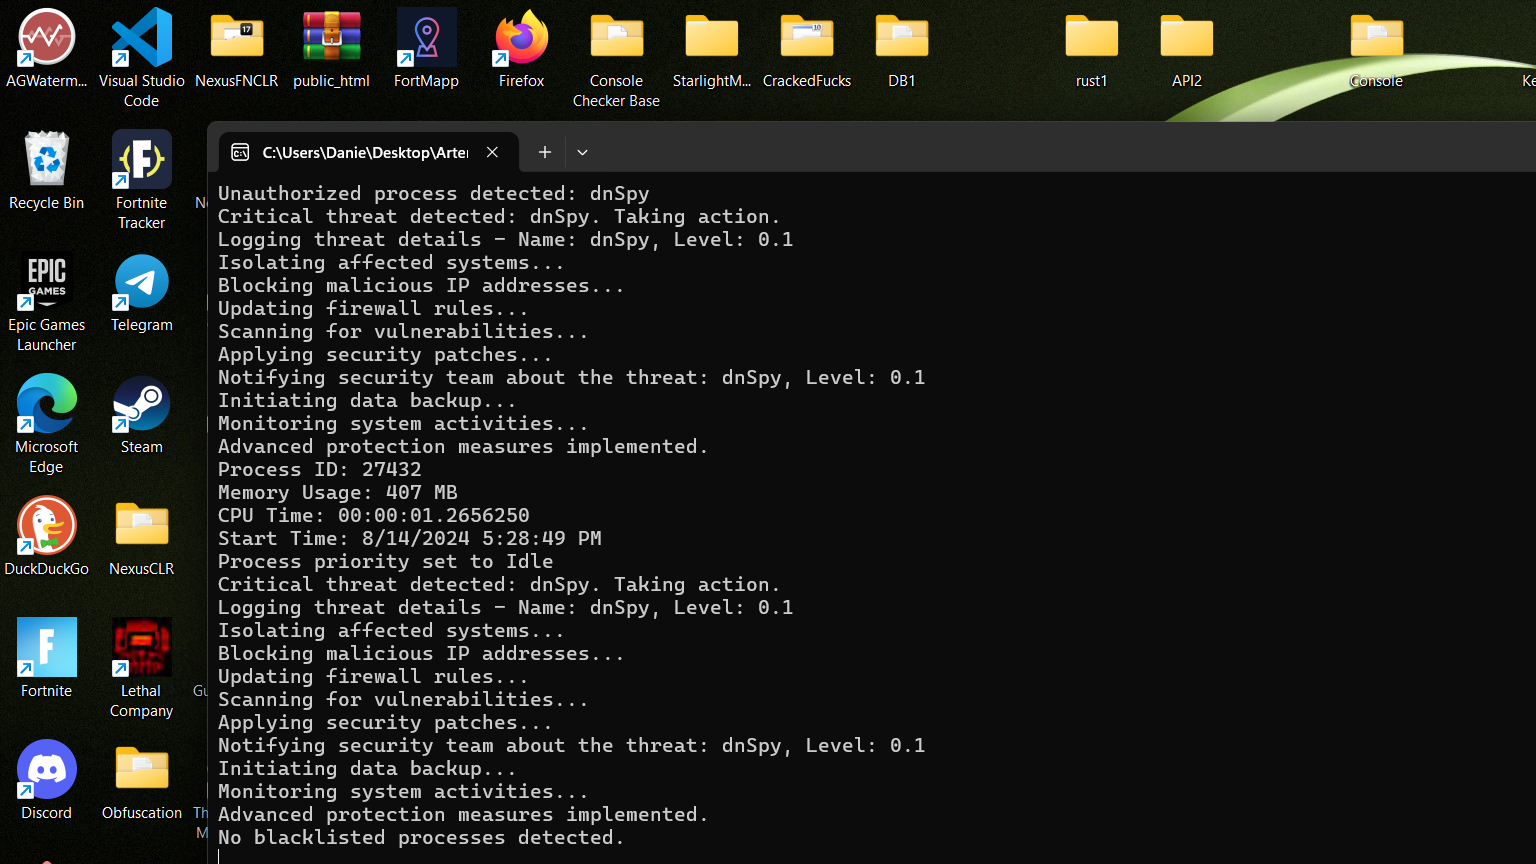 AGWaterm...
Visual Studio
Code
NexusFNCLR
public_html
FortMapp
Firefox
Console
Checker Base
StarlightM...
CrackedFucks
DB1
rust1
API2
Console
Ke
Recycle Bin
Fortnite
Tracker
Epic Games
Launcher
EPIC
GAMES
Telegram
Microsoft
Edge
Steam
DuckDuckGo
NexusCLR
Fortnite
Lethal
Company
Gu
Discord
Obfuscation
Th
M
C:\Users\Danie\Desktop\Arter
Unauthorized process detected: dnSpy
Critical threat detected: dnSpy. Taking action.
Logging threat details - Name: dnSpy, Level: 0.1
Isolating affected systems...
Blocking malicious IP addresses...
Updating firewall rules...
Scanning for vulnerabilities...
Applying security patches...
Notifying security team about the threat: dnSpy, Level: 0.1
Initiating data backup...
Monitoring system activities...
Advanced protection measures implemented.
Process ID: 27432
Memory Usage: 407 MB
CPU Time: 00:00:01.2656250
Start Time: 8/14/2024 5:28:49 PM
Process priority set to Idle
Critical threat detected: dnSpy. Taking action.
Logging threat details - Name: dnSpy, Level: 0.1
Isolating affected systems...
Blocking malicious IP addresses...
Updating firewall rules...
Scanning for vulnerabilities...
Applying security patches...
Notifying security team about the threat: dnSpy, Level: 0.1
Initiating data backup...
Monitoring system activities...
Advanced protection measures implemented.
No blacklisted processes detected.